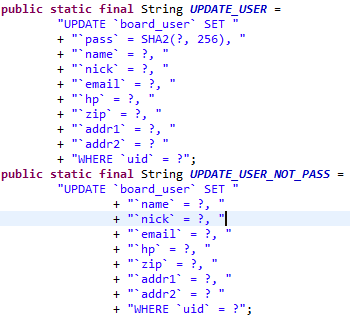 public static final String UPDATE_USER =
"UPDATE `board_user` SET "
+ "`pass` = SHA2(?, 256), "
+ "`name` = ?, "
+ "`nick` = ?, "
+ "`email` = ?, "
+ "`hp` = ?, "
+ "`zip` = ?, "
+ "`addr1` = ?, "
+ "`addr2` = ? "
+ "WHERE `uid` = ?";
public static final String UPDATE_USER_NOT_PASS =
"UPDATE `board_user` SET "
+ "`name` = ?, "
+ "`nick` = ?, "
+ "`email` = ?, "
+ "`hp` = ?, "
+ "`zip` = ?, "
+ "`addr1` = ?, "
+ "`addr2` = ? "
+ "WHERE `uid` = ?";